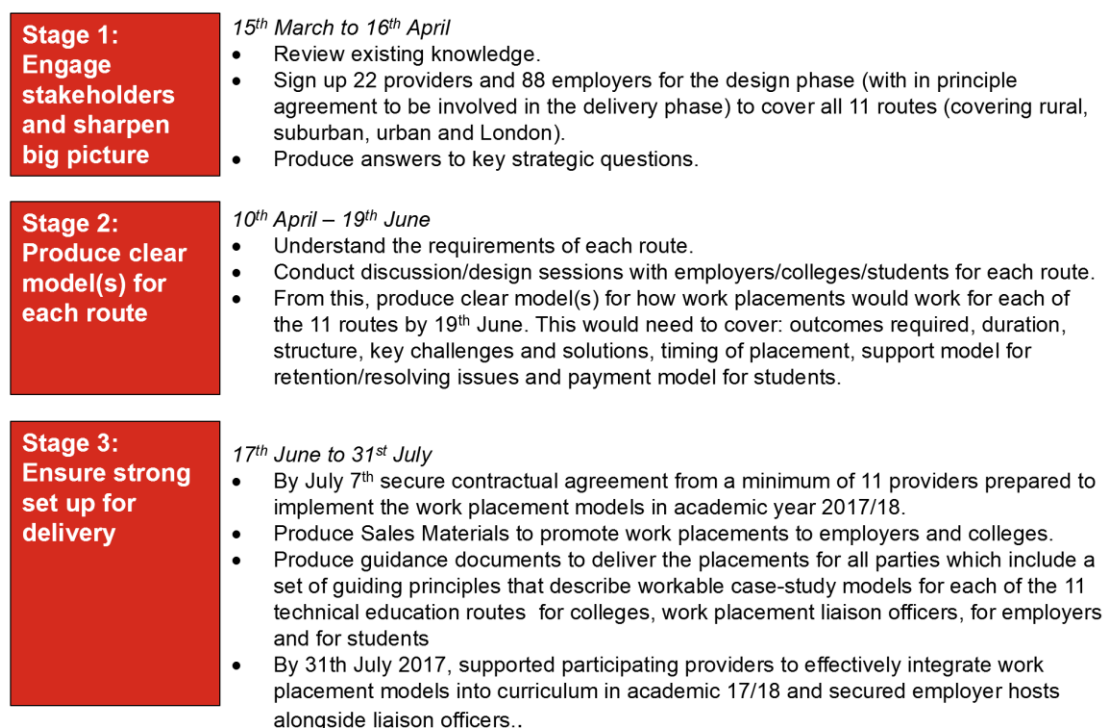 Stage 1:
Engage
stakeholders
and sharpen
big picture
15th March to 16th April
• Review existing knowledge.
• Sign up 22 providers and 88 employers for the design phase (with in principle
agreement to be involved in the delivery phase) to cover all 11 routes (covering rural,
suburban, urban and London).
• Produce answers to key strategic questions.
Stage 2:
Produce clear
model(s) for
each route
10th April – 19th June
• Understand the requirements of each route.
• Conduct discussion/design sessions with employers/colleges/students for each route.
• From this, produce clear model(s) for how work placements would work for each of
the 11 routes by 19th June. This would need to cover: outcomes required, duration,
structure, key challenges and solutions, timing of placement, support model for
retention/resolving issues and payment model for students.
Stage 3:
Ensure strong
set up for
delivery
17th June to 31st July
• By July 7th secure contractual agreement from a minimum of 11 providers prepared to
implement the work placement models in academic year 2017/18.
• Produce Sales Materials to promote work placements to employers and colleges.
• Produce guidance documents to deliver the placements for all parties which include a
set of guiding principles that describe workable case-study models for each of the 11
technical education routes for colleges, work placement liaison officers, for employers
and for students
• By 31th July 2017, supported participating providers to effectively integrate work
placement models into curriculum in academic 17/18 and secured employer hosts
alongside liaison officers..